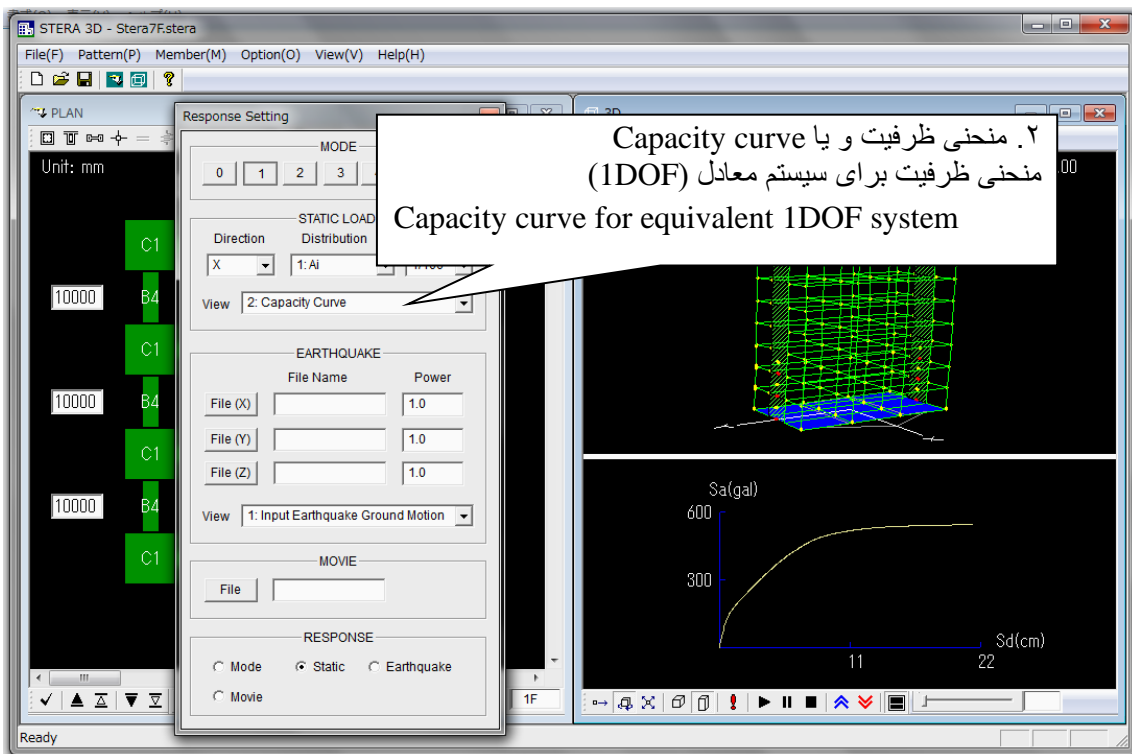 STERA 3D - Stera7F.stera
File(F) Pattern(P) Member(M) Option(O) View(V) Help(H)
PLAN
Unit: mm
C1
10000 B4
C1
10000 B4
C1
10000 B4
C1
1F
Response Setting
MODE
0 1 2 3
STATIC LOAD
Direction Distribution
X 1: Ai
View 2: Capacity Curve
EARTHQUAKE
File Name Power
File (X) 1.0
File (Y) 1.0
File (Z) 1.0
View 1: Input Earthquake Ground Motion
MOVIE
File
RESPONSE
Mode Static Earthquake
Movie
۲. منحنی ظرفیت و یا Capacity curve
منحنی ظرفیت برای سیستم معادل (1DOF)
Capacity curve for equivalent 1DOF system
Sa(gal)
600
300
Sd(cm)
11 22
Ready